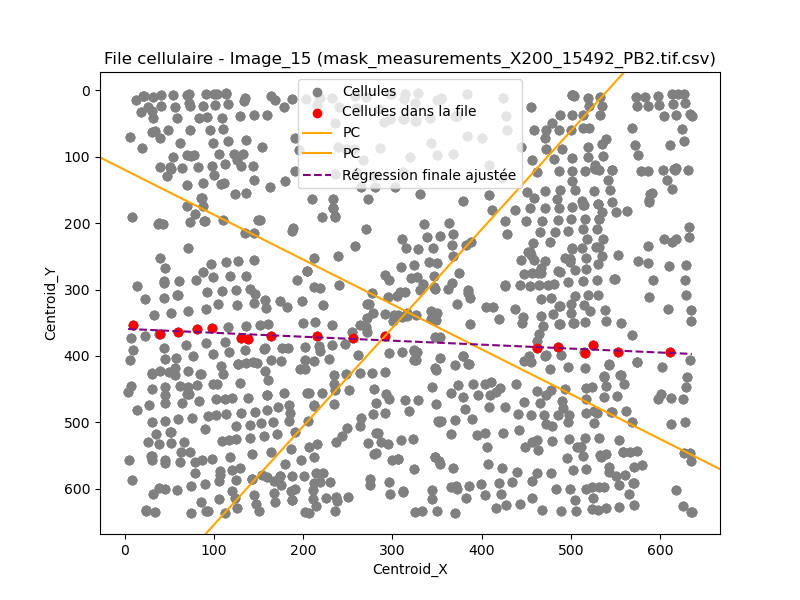 File cellulaire - Image_15 (mask_measurements_X200_15492_PB2.tif.csv)
Cellules
Cellules dans la file
PC
PC
Régression finale ajustée
Centroid_Y
0
100
200
300
400
500
600
0 100 200 300 400 500 600
Centroid_X